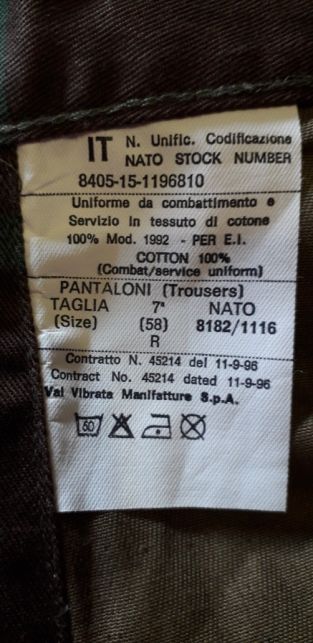 IT N. Unific. Codificazione
NATO STOCK NUMBER
8405-15-1196810
Uniforme da combattimento e
Servizio in tessuto di cotone
100% Mod. 1992 - PER E.I.
COTTON 100%
(Combat/service uniform)
PANTALONI (Trousers)
TAGLIA 7ª NATO
(Size) (58) 8182/1116
R
Contratto N. 45214 del 11-9-96
Contract No. 45214 dated 11-9-96
Val Vibrata Manifatture S.p.A.
60